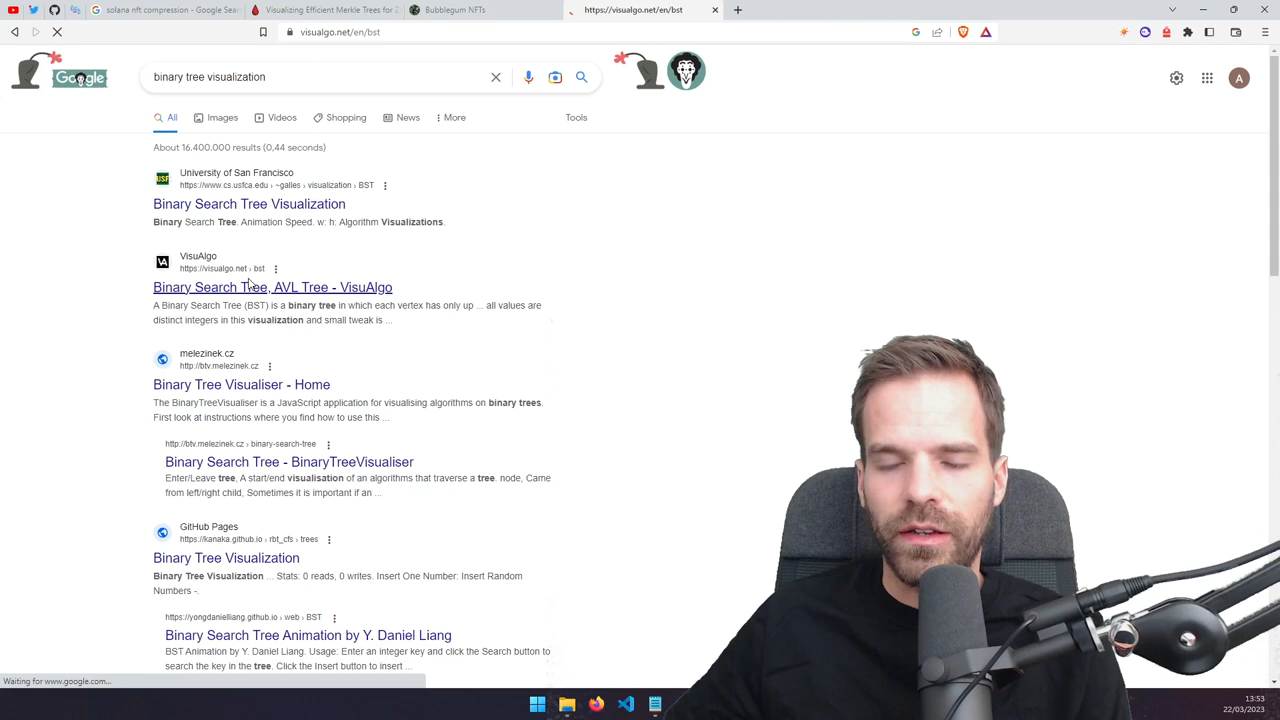 solana nft compression - Google Sear
Visualizing Efficient Merkle Trees for Z
Bubblegum NFTs
https://visualgo.net/en/bst
visualgo.net/en/bst
Google
binary tree visualization
A
All
Images
Videos
Shopping
News
More
Tools
About 16.400.000 results (0,44 seconds)
USF
University of San Francisco
https://www.cs.usfca.edu › ~galles › visualization › BST
Binary Search Tree Visualization
Binary Search Tree. Animation Speed. w: h: Algorithm Visualizations.
VA
VisuAlgo
https://visualgo.net › bst
Binary Search Tree, AVL Tree - VisuAlgo
A Binary Search Tree (BST) is a binary tree in which each vertex has only up ... all values are
distinct integers in this visualization and small tweak is ...
melezinek.cz
http://btv.melezinek.cz
Binary Tree Visualiser - Home
The BinaryTreeVisualiser is a JavaScript application for visualising algorithms on binary trees.
First look at instructions where you find how to use this ...
http://btv.melezinek.cz › binary-search-tree
Binary Search Tree - BinaryTreeVisualiser
Enter/Leave tree, A start/end visualisation of an algorithms that traverse a tree. node, Came
from left/right child, Sometimes it is important if an ...
GitHub Pages
https://kanaka.github.io › rbt_cfs › trees
Binary Tree Visualization
Binary Tree Visualization ... Stats: 0 reads, 0 writes. Insert One Number: Insert Random
Numbers -.
https://yongdanielliang.github.io › web › BST
Binary Search Tree Animation by Y. Daniel Liang
BST Animation by Y. Daniel Liang. Usage: Enter an integer key and click the Search button to
search the key in the tree. Click the Insert button to insert ...
Waiting for www.google.com...
13:53
22/03/2023